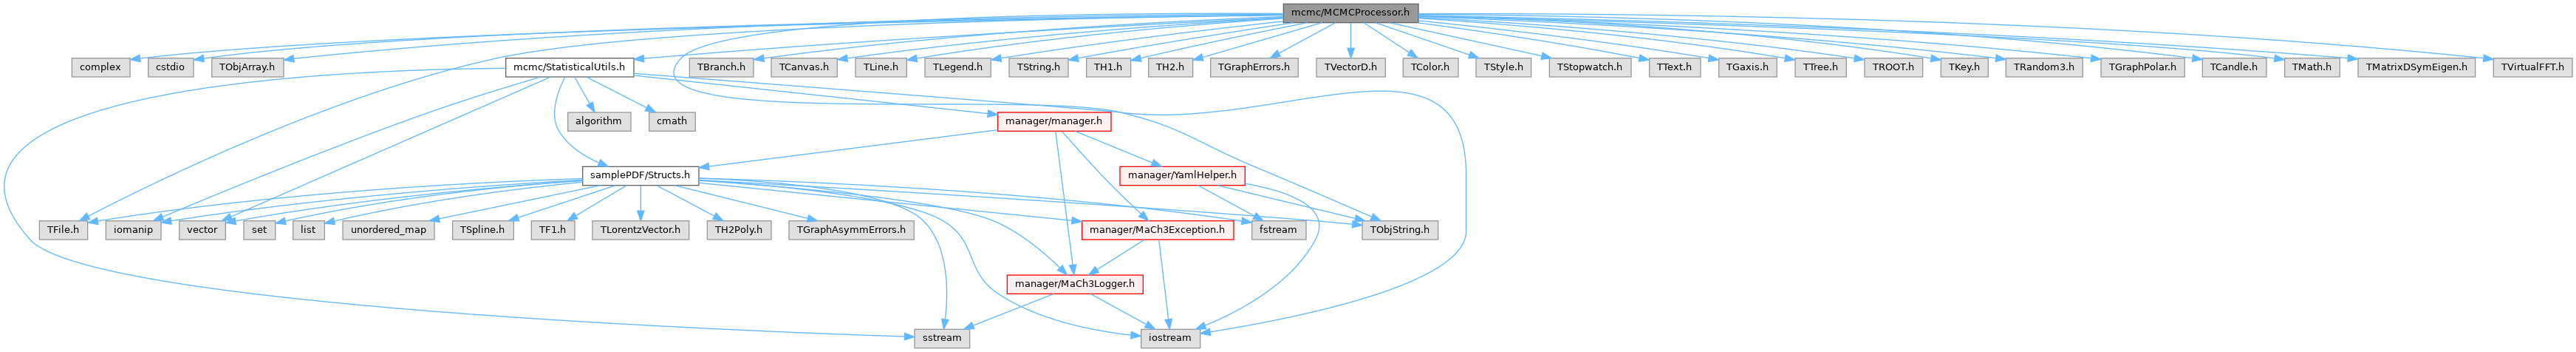 mcmc/MCMCProcessor.h
complex
cstdio
TObjArray.h
mcmc/StatisticalUtils.h
TBranch.h
TCanvas.h
TLine.h
TLegend.h
TString.h
TH1.h
TH2.h
TGraphErrors.h
TVectorD.h
TColor.h
TStyle.h
TStopwatch.h
TText.h
TGaxis.h
TTree.h
TROOT.h
TKey.h
TRandom3.h
TGraphPolar.h
TCandle.h
TMath.h
TMatrixDSymEigen.h
TVirtualFFT.h
algorithm
cmath
manager/manager.h
samplePDF/Structs.h
manager/YamlHelper.h
TFile.h
iomanip
vector
set
list
unordered_map
TSpline.h
TF1.h
TLorentzVector.h
TH2Poly.h
TGraphAsymmErrors.h
manager/MaCh3Exception.h
fstream
TObjString.h
manager/MaCh3Logger.h
sstream
iostream